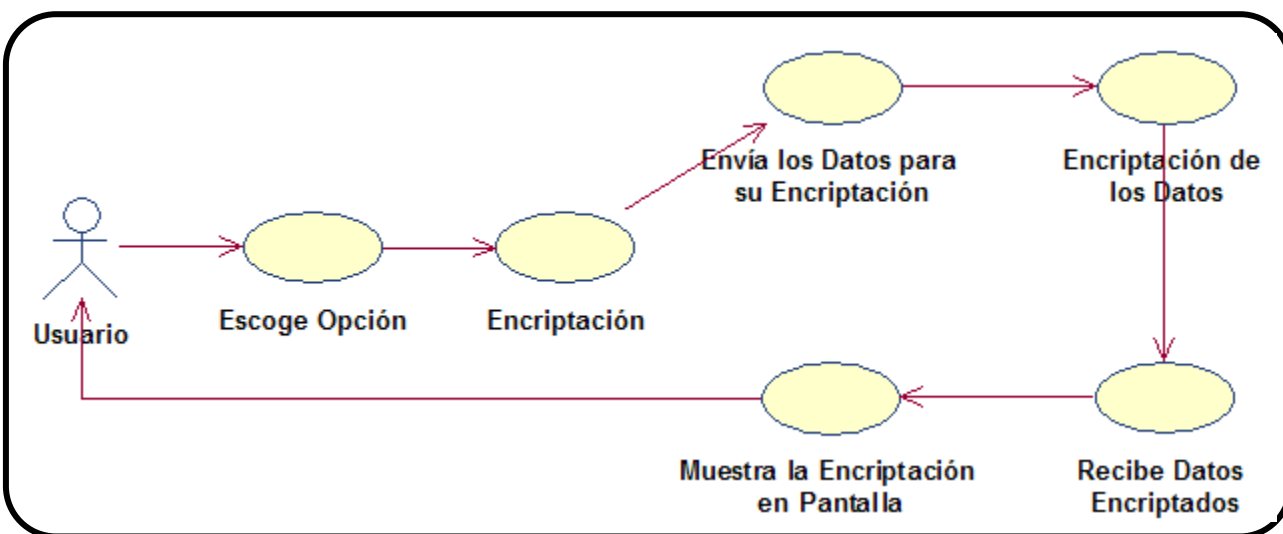 Envía los Datos para
su Encriptación
Encriptación de
los Datos
Usuario
Escoge Opción
Encriptación
Muestra la Encriptación
en Pantalla
Recibe Datos
Encriptados